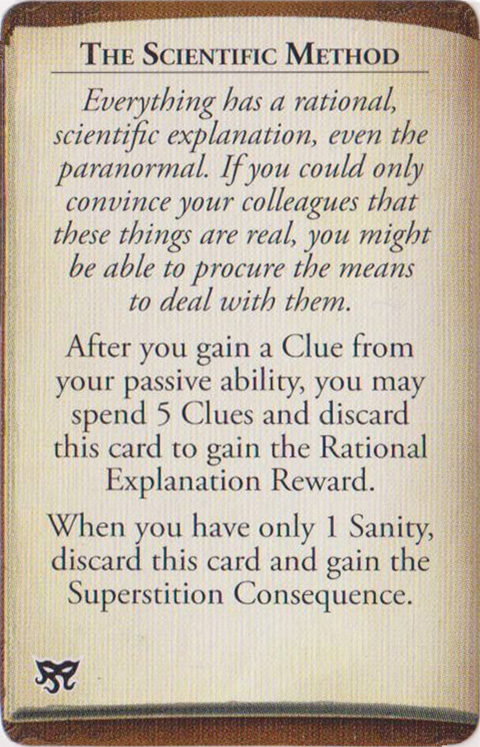 The Scientific Method
Everything has a rational,
scientific explanation, even the
paranormal. If you could only
convince your colleagues that
these things are real, you might
be able to procure the means
to deal with them.
After you gain a Clue from
your passive ability, you may
spend 5 Clues and discard
this card to gain the Rational
Explanation Reward.
When you have only 1 Sanity,
discard this card and gain the
Superstition Consequence.